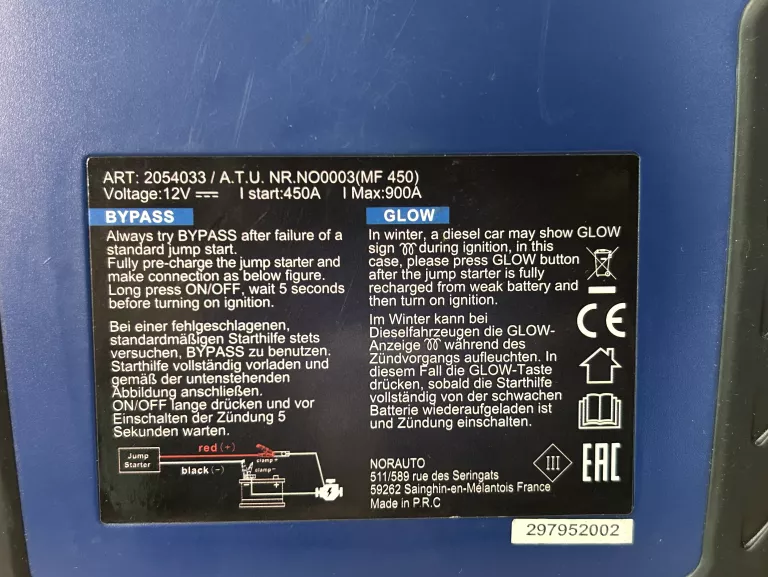 ART: 2054033 / A.T.U. NR.NO0003(MF 450)
Voltage:12V I start:450A I Max:900A
BYPASS
Always try BYPASS after failure of a
standard jump start.
Fully pre-charge the jump starter and
make connection as below figure.
Long press ON/OFF, wait 5 seconds
before turning on ignition.
Bei einer fehlgeschlagenen,
standardmäßigen Starthilfe stets
versuchen, BYPASS zu benutzen.
Starthilfe vollständig vorladen und
gemäß der untenstehenden
Abbildung anschließen.
ON/OFF lange drücken und vor
Einschalten der Zündung 5
Sekunden warten.
Jump
Starter
red (+)
black(−)
clamp+
clamp−
GLOW
In winter, a diesel car may show GLOW
sign during ignition, in this
case, please press GLOW button
after the jump starter is fully
recharged from weak battery and
then turn on ignition.
Im Winter kann bei
Dieselfahrzeugen die GLOW-
Anzeige während des
Zündvorgangs aufleuchten. In
diesem Fall die GLOW-Taste
drücken, sobald die Starthilfe
vollständig von der schwachen
Batterie wiederaufgeladen ist
und Zündung einschalten.
NORAUTO
511/589 rue des Seringats
59262 Sainghin-en-Mélantois France
Made in P.R.C
CE
III
EAC
297952002